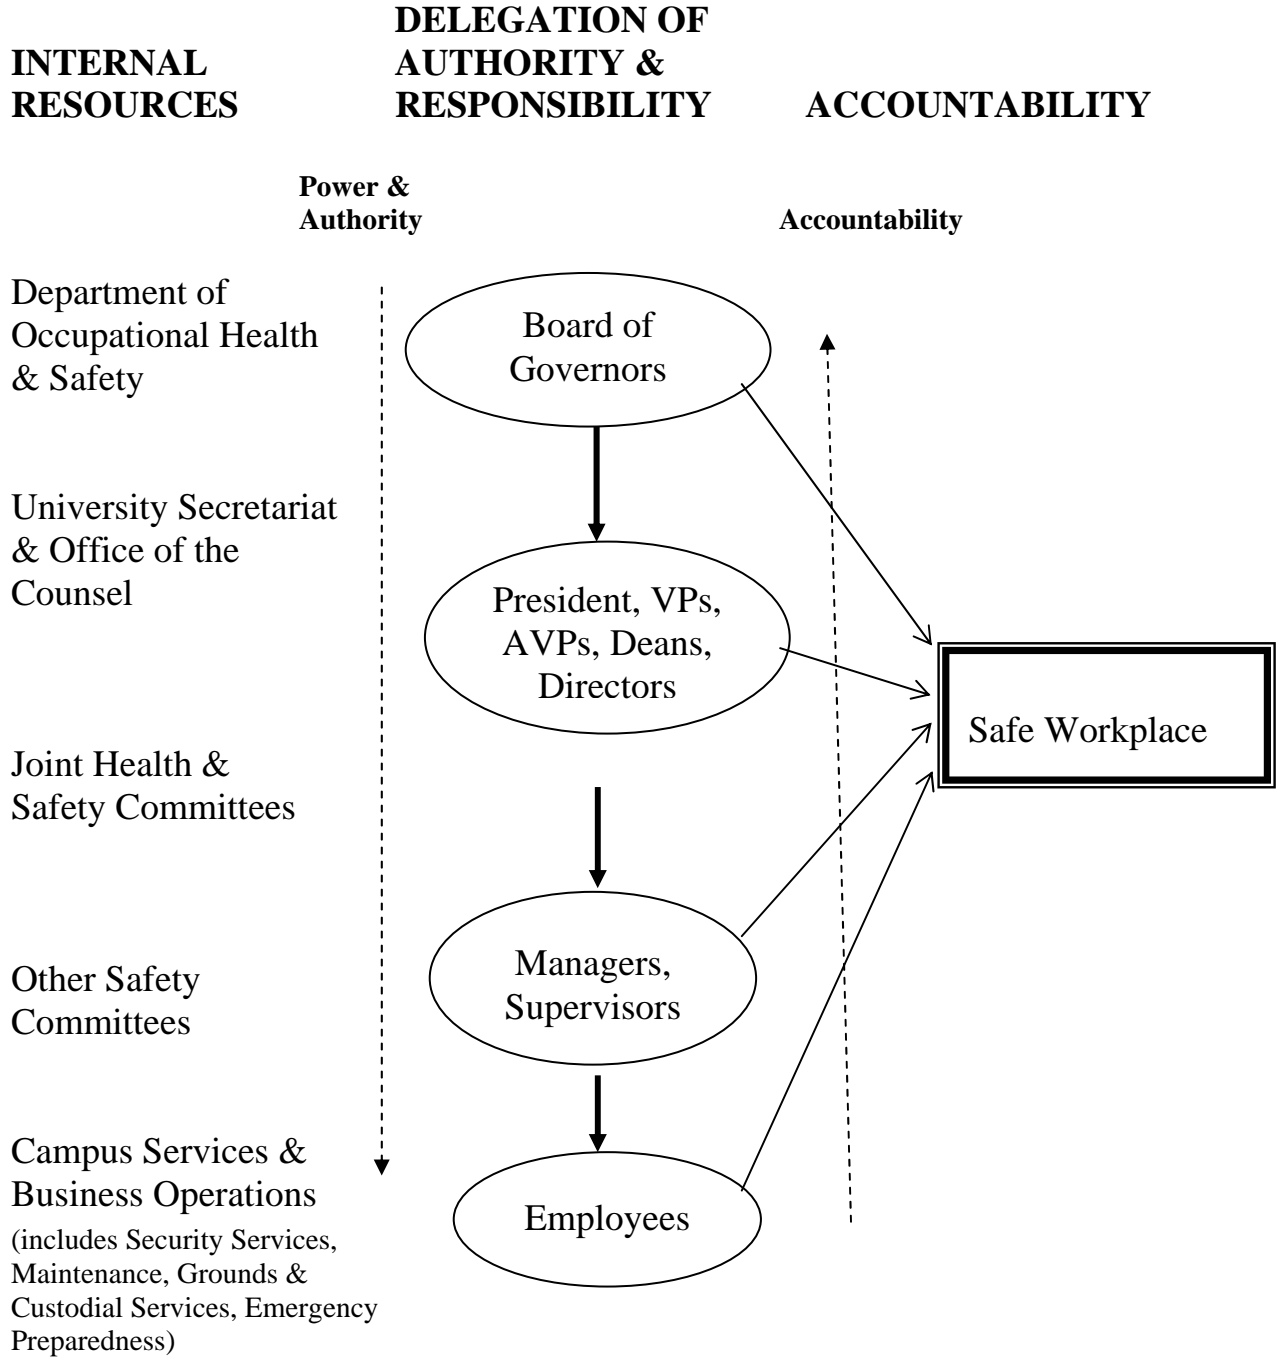 INTERNAL
RESOURCES
DELEGATION OF
AUTHORITY &
RESPONSIBILITY
ACCOUNTABILITY
Power &
Authority
Accountability
Department of
Occupational Health
& Safety
University Secretariat
& Office of the
Counsel
Joint Health &
Safety Committees
Other Safety
Committees
Campus Services &
Business Operations
(includes Security Services,
Maintenance, Grounds &
Custodial Services, Emergency
Preparedness)
Board of
Governors
President, VPs,
AVPs, Deans,
Directors
Managers,
Supervisors
Employees
Safe Workplace